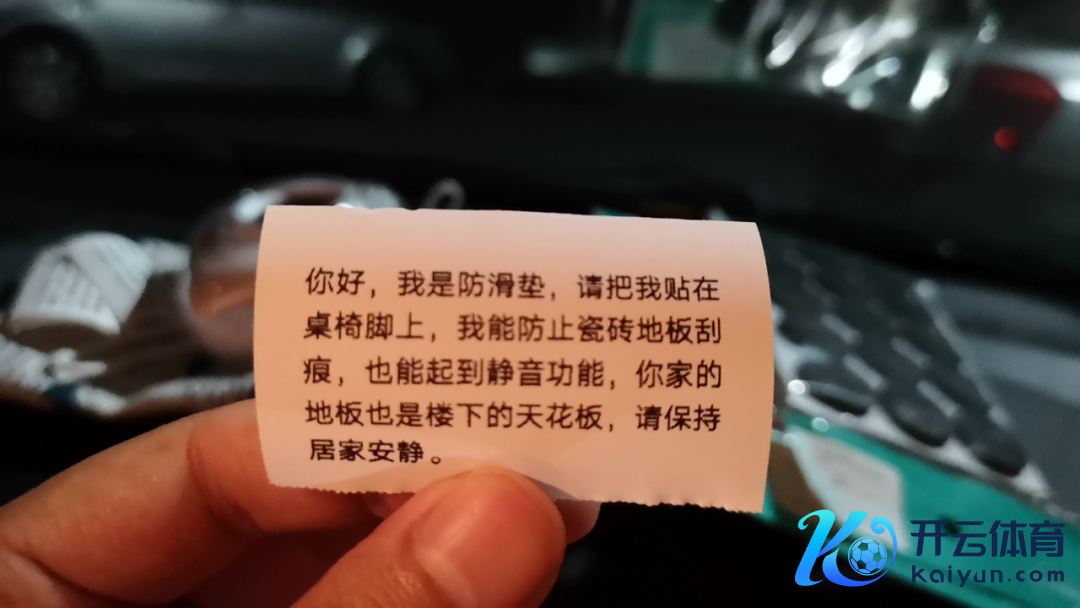 你好，我是防滑垫，请把我贴在
桌椅脚上，我能防止瓷砖地板刮
痕，也能起到静音功能，你家的
地板也是楼下的天花板，请保持
居家安静。
开云体育
kaiyun.com